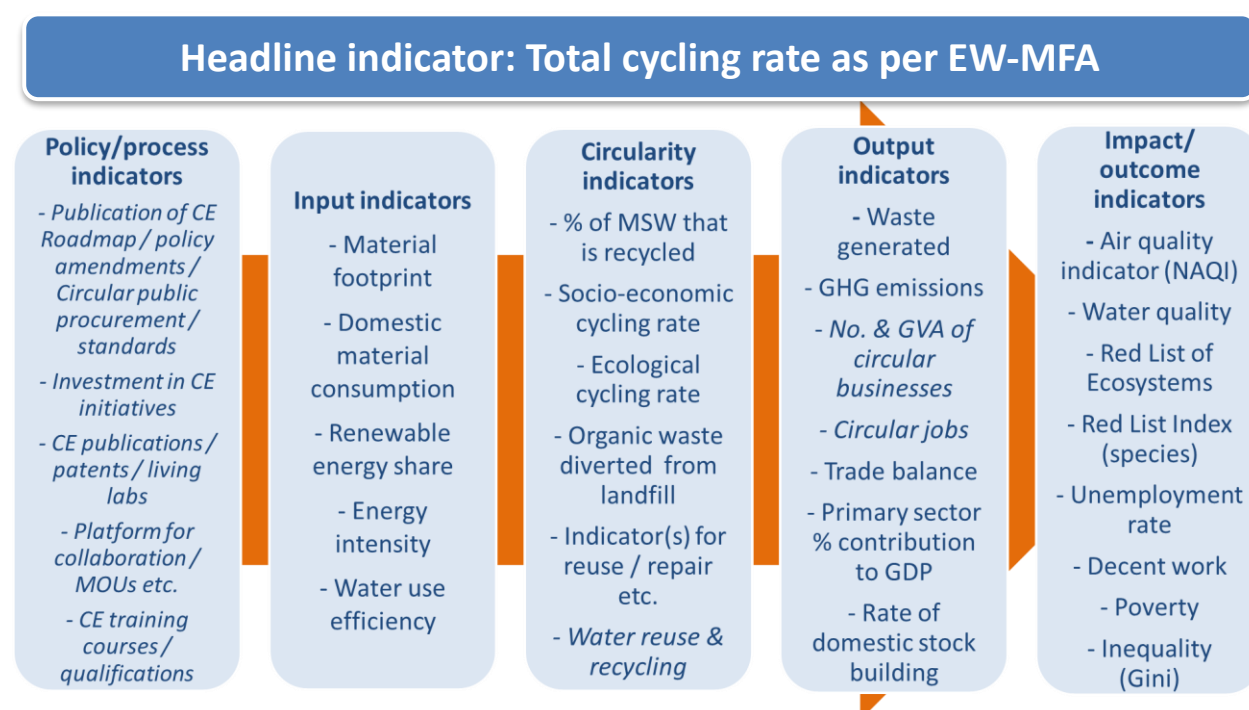 Headline indicator: Total cycling rate as per EW-MFA
Policy/process
indicators
- Publication of CE
Roadmap / policy
amendments /
Circular public
procurement /
standards
- Investment in CE
initiatives
- CE publications /
patents / living
labs
- Platform for
collaboration /
MOUs etc.
- CE training
courses /
qualifications
Input indicators
- Material
footprint
- Domestic
material
consumption
- Renewable
energy share
- Energy
intensity
- Water use
efficiency
Circularity
indicators
- % of MSW that
is recycled
- Socio-economic
cycling rate
- Ecological
cycling rate
- Organic waste
diverted from
landfill
- Indicator(s) for
reuse / repair
etc.
- Water reuse &
recycling
Output
indicators
- Waste
generated
- GHG emissions
- No. & GVA of
circular
businesses
- Circular jobs
- Trade balance
- Primary sector
% contribution
to GDP
- Rate of
domestic stock
building
Impact/
outcome
indicators
- Air quality
indicator (NAQI)
- Water quality
- Red List of
Ecosystems
- Red List Index
(species)
- Unemployment
rate
- Decent work
- Poverty
- Inequality
(Gini)